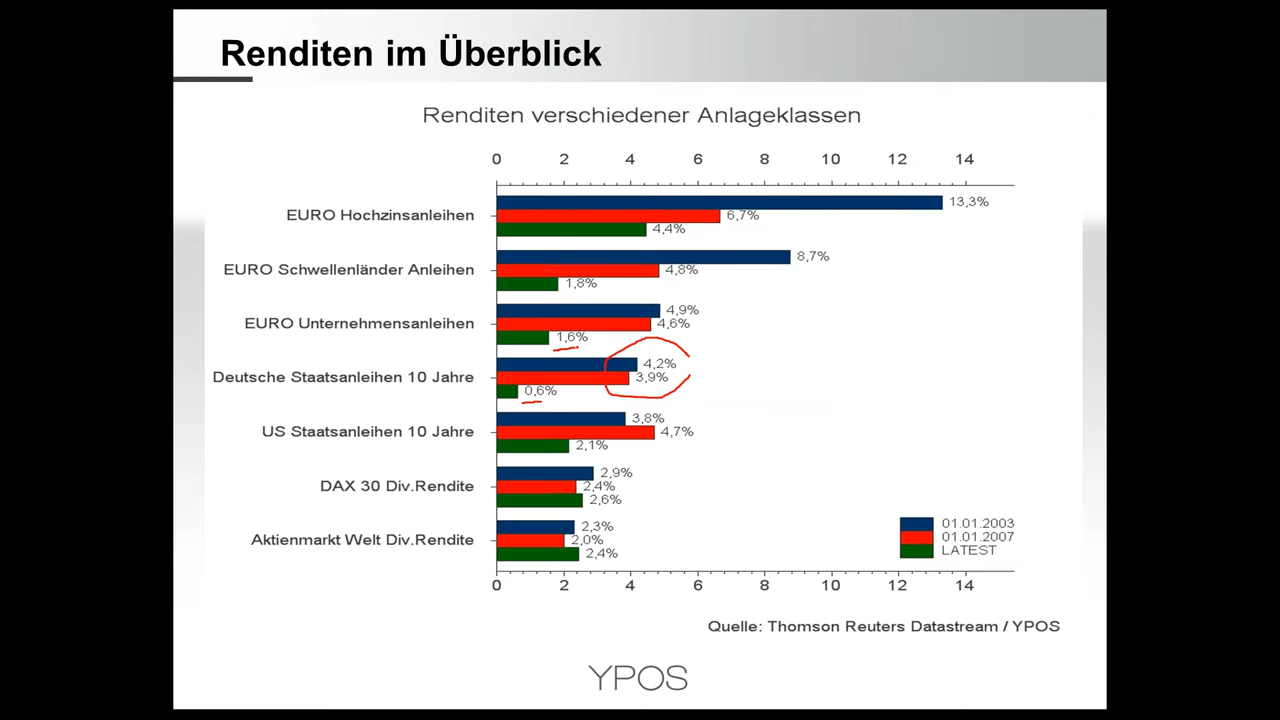 Renditen im Überblick
Renditen verschiedener Anlageklassen
0 2 4 6 8 10 12 14
EURO Hochzinsanleihen 13,3%
6,7%
4,4%
EURO Schwellenländer Anleihen 8,7%
4,8%
1,8%
EURO Unternehmensanleihen 4,9%
4,6%
1,6%
Deutsche Staatsanleihen 10 Jahre 4,2%
3,9%
0,6%
US Staatsanleihen 10 Jahre 3,8%
4,7%
2,1%
DAX 30 Div.Rendite 2,9%
2,4%
2,6%
Aktienmarkt Welt Div.Rendite 2,3%
2,0%
2,4%
01.01.2003
01.01.2007
LATEST
0 2 4 6 8 10 12 14
Quelle: Thomson Reuters Datastream / YPOS
YPOS